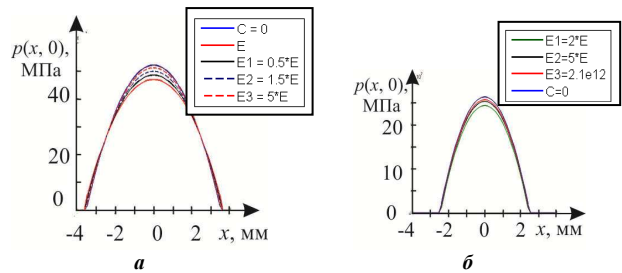 p(x, 0),
МПа
40
20
0
-4
-2
0
2
x, мм
C = 0
E
E1 = 0.5*E
E2 = 1.5*E
E3 = 5*E
а
p(x, 0),
МПа
20
10
0
-4
-2
0
2
x, мм
E1=2*E
E2=5*E
E3=2.1e12
C=0
б